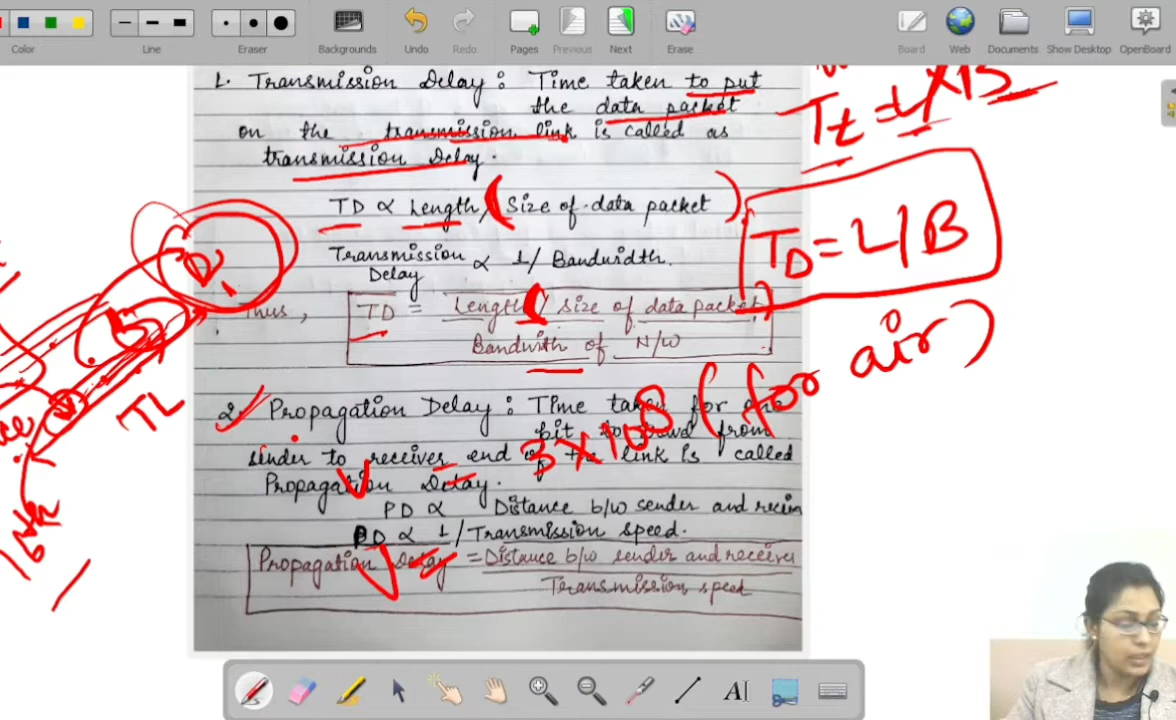 Color
Line
Eraser
Backgrounds
Undo
Redo
Pages
Previous
Next
Erase
Board
Web
Documents
Show Desktop
OpenBoard
1. Transmission Delay : Time taken to put
the data packet
on the transmission link is called as
transmission Delay.
TD ∝ Length/Size of data packet
Transmission
Delay ∝ 1/ Bandwidth.
Thus, TD = Length/ Size of data packet
Bandwith of N/W
TD = L/B
2. Propagation Delay : Time taken for one
bit to travel from
sender to receiver end of the link is called
Propagation Delay.
3×108 (for air)
PD ∝ Distance b/w sender and
PD ∝ 1/Transmission speed.
Propagation Delay = Distance b/w sender and receiver
Transmission speed
TL
AI